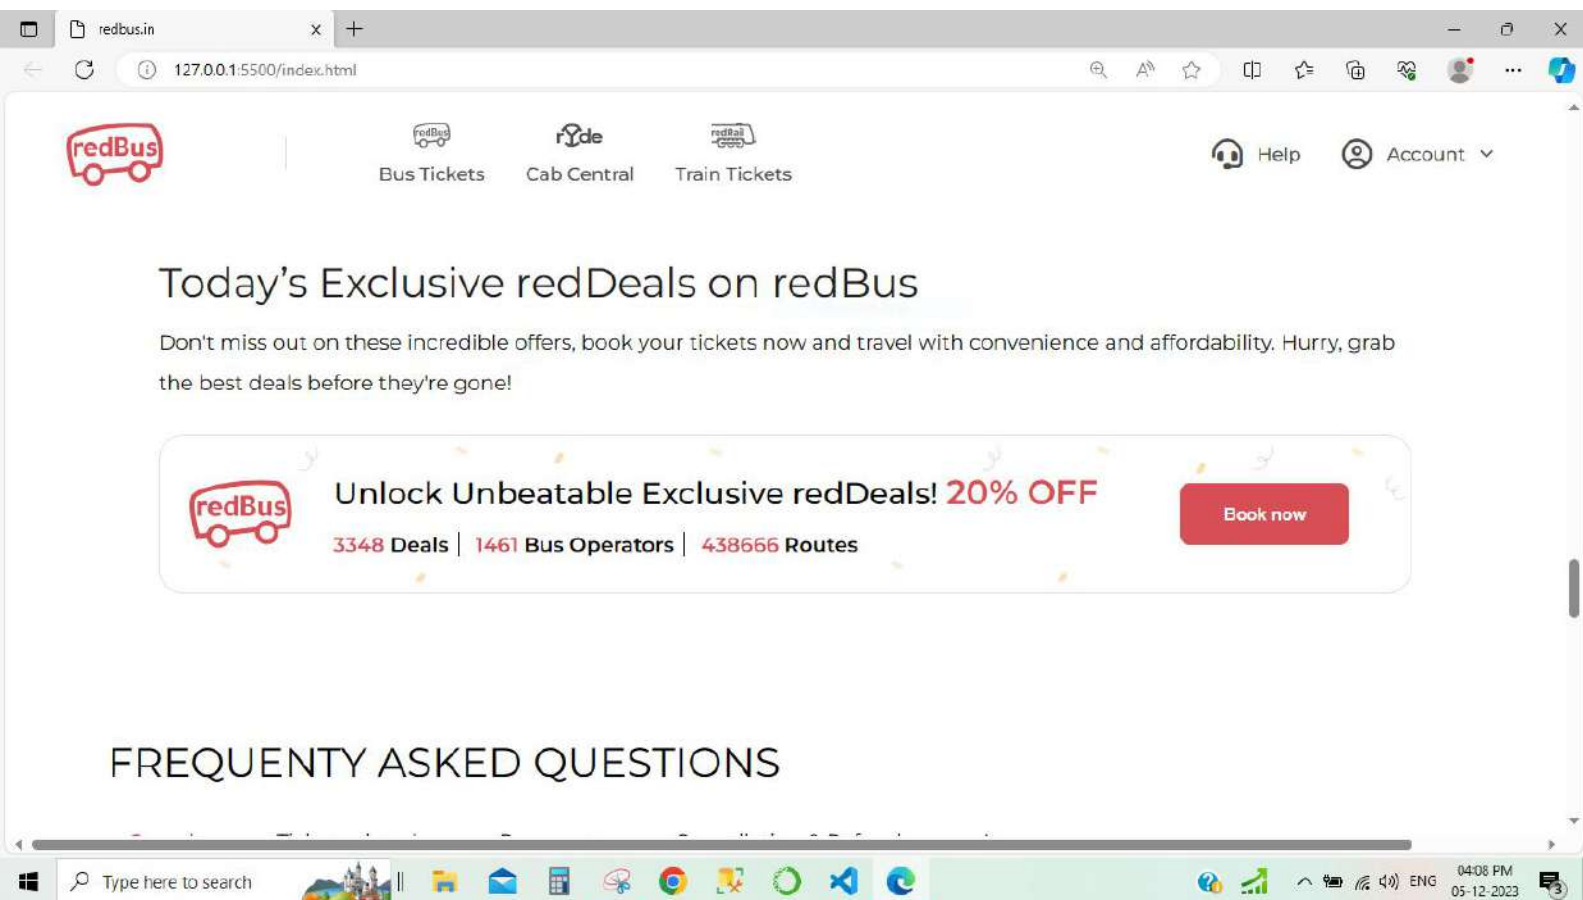 redbus.in
127.0.0.1:5500/index.html
redBus
redBus
rYde
redRail
Bus Tickets
Cab Central
Train Tickets
Help
Account
Today's Exclusive redDeals on redBus
Don't miss out on these incredible offers, book your tickets now and travel with convenience and affordability. Hurry, grab
the best deals before they're gone!
redBus
Unlock Unbeatable Exclusive redDeals! 20% OFF
3348 Deals | 1461 Bus Operators | 438666 Routes
Book now
FREQUENTY ASKED QUESTIONS
Type here to search
ENG
04:08 PM
05-12-2023
3